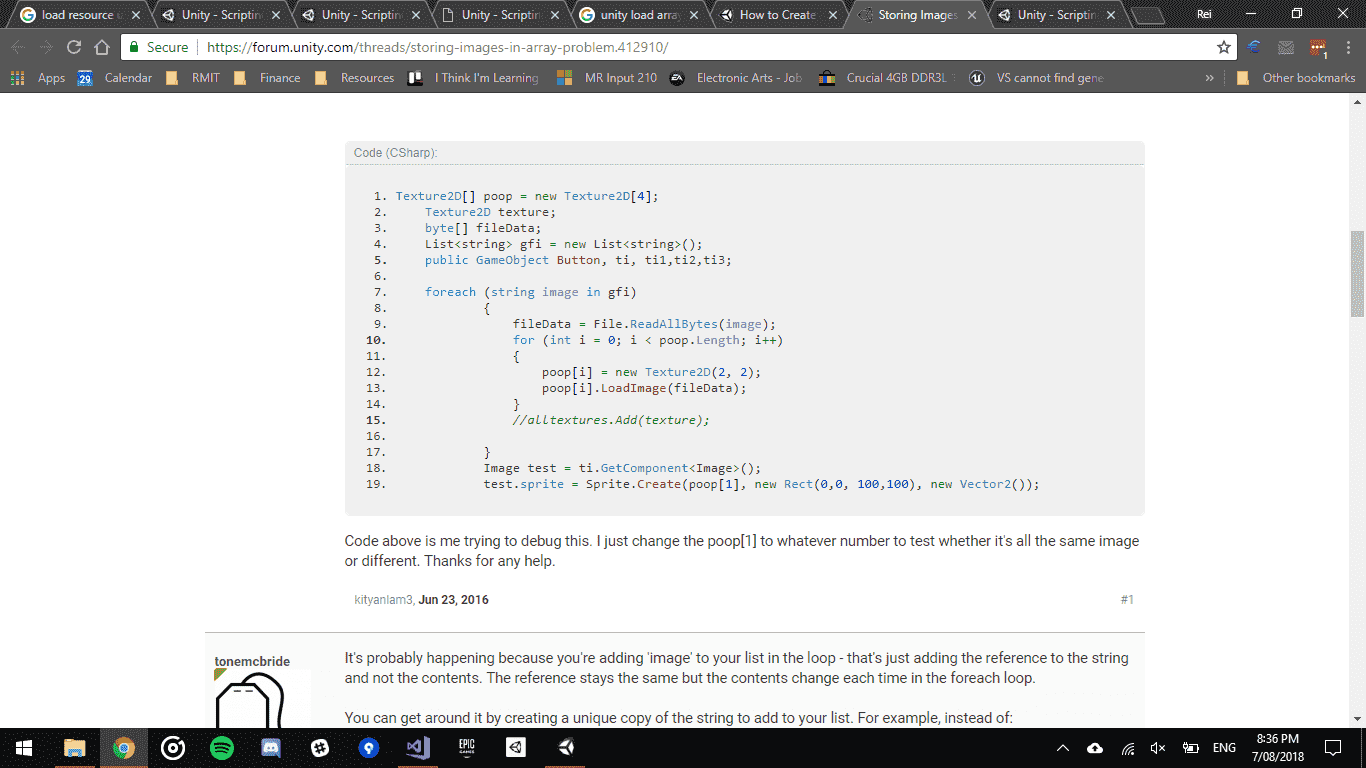 load resource u
Unity - Scriptin
Unity - Scriptin
Unity - Scriptin
unity load array
How to Create
Storing Images
Unity - Scriptin
Rei
Secure
https://forum.unity.com/threads/storing-images-in-array-problem.412910/
Apps
29
Calendar
RMIT
Finance
Resources
I Think I'm Learning
MR Input 210
EA
Electronic Arts - Job
Crucial 4GB DDR3L
VS cannot find gene
»
Other bookmarks
Code (CSharp):
1. Texture2D[] poop = new Texture2D[4];
2. Texture2D texture;
3. byte[] fileData;
4. List<string> gfi = new List<string>();
5. public GameObject Button, ti, ti1,ti2,ti3;
6.
7. foreach (string image in gfi)
8. {
9. fileData = File.ReadAllBytes(image);
10. for (int i = 0; i < poop.Length; i++)
11. {
12. poop[i] = new Texture2D(2, 2);
13. poop[i].LoadImage(fileData);
14. }
15. //alltextures.Add(texture);
16.
17. }
18. Image test = ti.GetComponent<Image>();
19. test.sprite = Sprite.Create(poop[1], new Rect(0,0, 100,100), new Vector2());
Code above is me trying to debug this. I just change the poop[1] to whatever number to test whether it's all the same image
or different. Thanks for any help.
kityanlam3, Jun 23, 2016
#1
tonemcbride
It's probably happening because you're adding 'image' to your list in the loop - that's just adding the reference to the string
and not the contents. The reference stays the same but the contents change each time in the foreach loop.
You can get around it by creating a unique copy of the string to add to your list. For example, instead of:
EPIC
GAMES
ENG
8:36 PM
7/08/2018